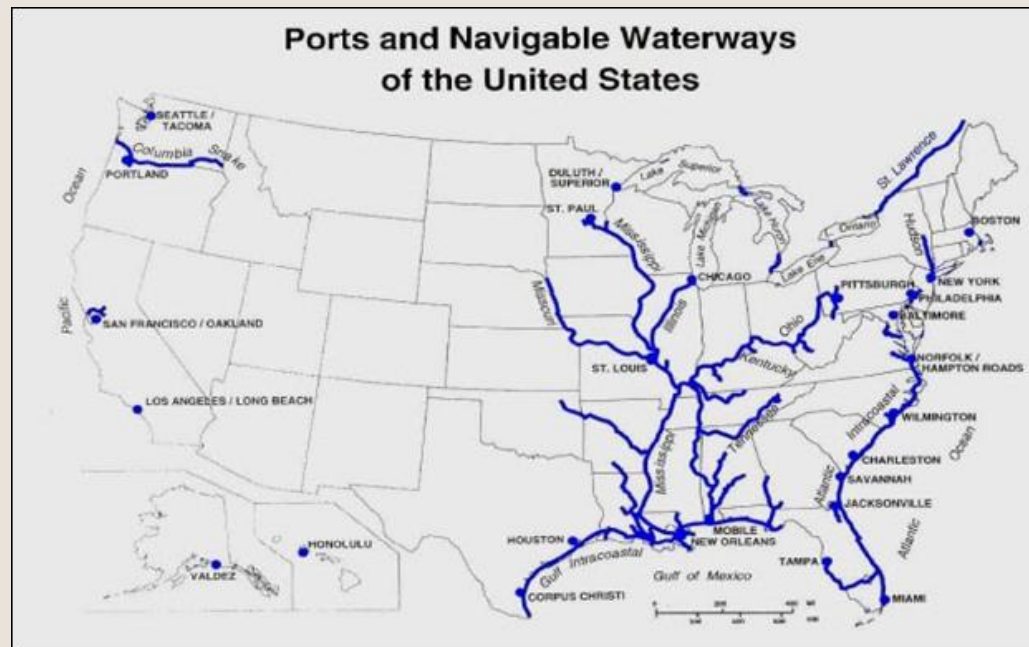 Ports and Navigable Waterways
of the United States
SEATTLE /
TACOMA
Columbia
Snake
PORTLAND
Ocean
Pacific
SAN FRANCISCO / OAKLAND
LOS ANGELES / LONG BEACH
DULUTH /
SUPERIOR
Lake Superior
ST. PAUL
Mississippi
Lake Michigan
Lake Huron
St. Lawrence
Ontario
Lake Erie
Hudson
BOSTON
CHICAGO
NEW YORK
PITTSBURGH
PHILADELPHIA
BALTIMORE
Missouri
Illinois
Ohio
ST. LOUIS
Kentucky
NORFOLK /
HAMPTON ROADS
Tennessee
Intracoastal
WILMINGTON
Ocean
Mississippi
CHARLESTON
SAVANNAH
Atlantic
JACKSONVILLE
Atlantic
HOUSTON
MOBILE
NEW ORLEANS
Gulf Intracoastal
Gulf of Mexico
TAMPA
MIAMI
CORPUS CHRISTI
HONOLULU
VALDEZ
0 200 400